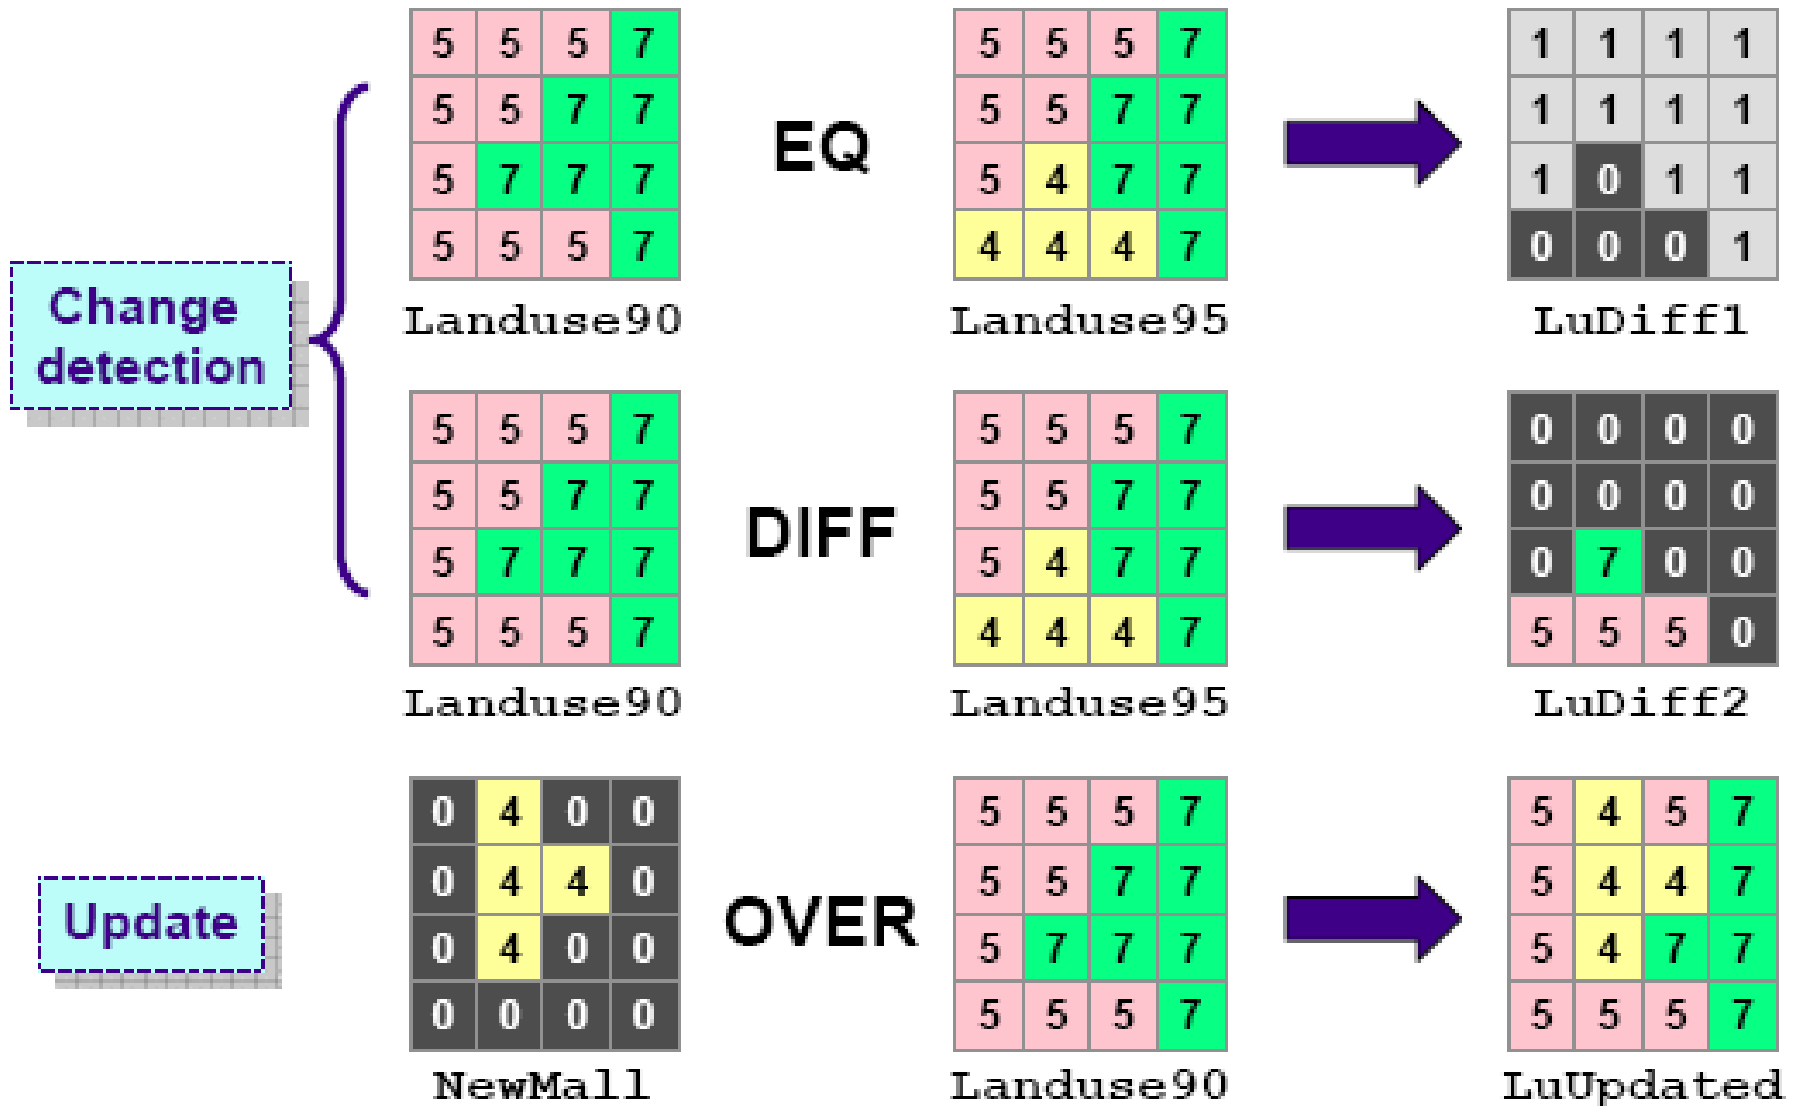 5 5 5 7 5 5 5 7 1 1 1 1
5 5 7 7 EQ 5 5 7 7 1 1 1 1
5 7 7 7 5 4 7 7 1 0 1 1
5 5 5 7 4 4 4 7 0 0 0 1
Landuse90 Landuse95 LuDiff1
Change
detection
5 5 5 7 5 5 5 7 0 0 0 0
5 5 7 7 DIFF 5 5 7 7 0 0 0 0
5 7 7 7 5 4 7 7 0 7 0 0
5 5 5 7 4 4 4 7 5 5 5 0
Landuse90 Landuse95 LuDiff2
0 4 0 0 5 5 5 7 5 4 5 7
0 4 4 0 5 5 7 7 5 4 4 7
Update OVER
0 4 0 0 5 7 7 7 5 4 7 7
0 0 0 0 5 5 5 7 5 5 5 7
NewMall Landuse90 LuUpdated